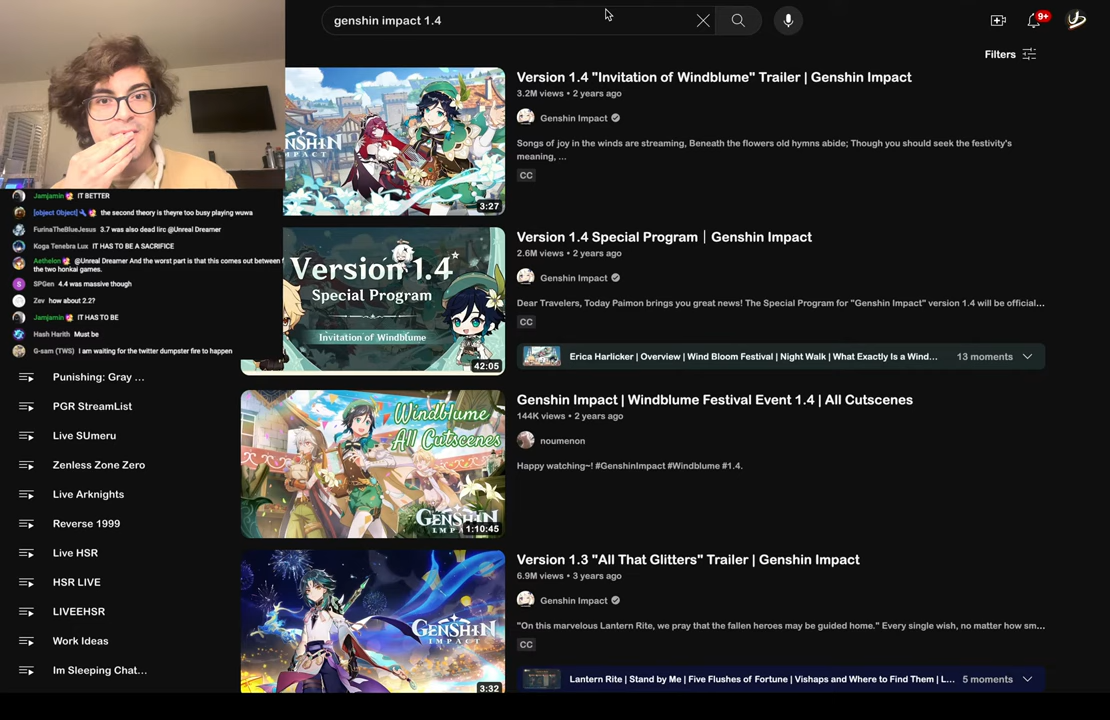 genshin impact 1.4
9+
Filters
Jamjamin IT BETTER
[object Object] the second theory is theyre too busy playing wuwa
FurinaTheBlueJesus 3.7 was also dead Iirc @Unreal Dreamer
Koga Tenebra Lux IT HAS TO BE A SACRIFICE
Aethelon @Unreal Dreamer And the worst part is that this comes out between
the two honkai games.
SPGen 4.4 was massive though
Zev how about 2.2?
Jamjamin IT HAS TO BE
Hash Harith Must be
G-sam (TWS) I am waiting for the twitter dumpster fire to happen
Punishing: Gray ...
PGR StreamList
Live SUmeru
Zenless Zone Zero
Live Arknights
Reverse 1999
Live HSR
HSR LIVE
LIVEEHSR
Work Ideas
Im Sleeping Chat...
IMPACT
3:27
Version 1.4 "Invitation of Windblume" Trailer | Genshin Impact
3.2M views • 2 years ago
Genshin Impact
Songs of joy in the winds are streaming, Beneath the flowers old hymns abide; Though you should seek the festivity's
meaning, ...
CC
Version 1.4
Special Program
Invitation of Windblume
42:05
Version 1.4 Special Program | Genshin Impact
2.6M views • 2 years ago
Genshin Impact
Dear Travelers, Today Paimon brings you great news! The Special Program for "Genshin Impact" version 1.4 will be official...
CC
Erica Harlicker | Overview | Wind Bloom Festival | Night Walk | What Exactly Is a Wind...
13 moments
Windblume
All Cutscenes
GENSHIN
IMPACT
1:10:45
Genshin Impact | Windblume Festival Event 1.4 | All Cutscenes
144K views • 2 years ago
noumenon
Happy watching~! #GenshinImpact #Windblume #1.4.
GENSHIN
IMPACT
3:32
Version 1.3 "All That Glitters" Trailer | Genshin Impact
6.9M views • 3 years ago
Genshin Impact
"On this marvelous Lantern Rite, we pray that the fallen heroes may be guided home." Every single wish, no matter how sm...
CC
Lantern Rite | Stand by Me | Five Flushes of Fortune | Vishaps and Where to Find Them | L...
5 moments